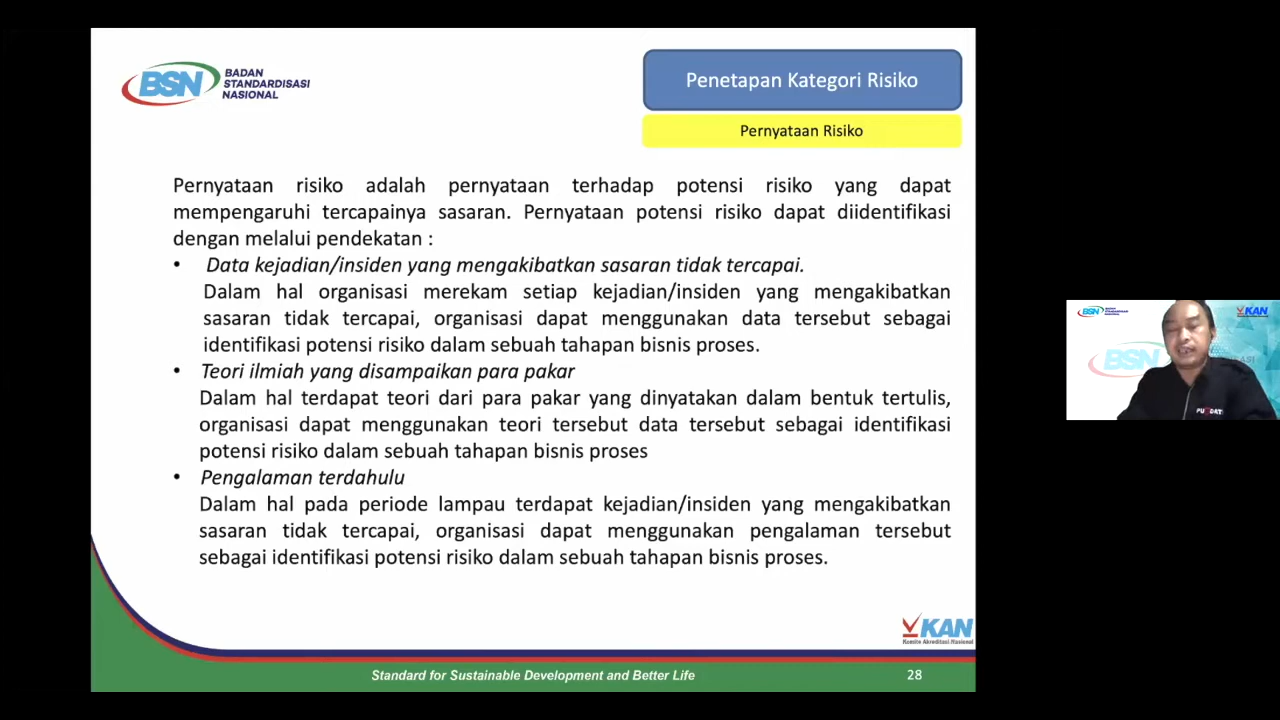 BSN BADAN STANDARDISASI NASIONAL
Penetapan Kategori Risiko
Pernyataan Risiko
Pernyataan risiko adalah pernyataan terhadap potensi risiko yang dapat
mempengaruhi tercapainya sasaran. Pernyataan potensi risiko dapat diidentifikasi
dengan melalui pendekatan :
• Data kejadian/insiden yang mengakibatkan sasaran tidak tercapai.
Dalam hal organisasi merekam setiap kejadian/insiden yang mengakibatkan
sasaran tidak tercapai, organisasi dapat menggunakan data tersebut sebagai
identifikasi potensi risiko dalam sebuah tahapan bisnis proses.
• Teori ilmiah yang disampaikan para pakar
Dalam hal terdapat teori dari para pakar yang dinyatakan dalam bentuk tertulis,
organisasi dapat menggunakan teori tersebut data tersebut sebagai identifikasi
potensi risiko dalam sebuah tahapan bisnis proses
• Pengalaman terdahulu
Dalam hal pada periode lampau terdapat kejadian/insiden yang mengakibatkan
sasaran tidak tercapai, organisasi dapat menggunakan pengalaman tersebut
sebagai identifikasi potensi risiko dalam sebuah tahapan bisnis proses.
KAN
Komite Akreditasi Nasional
Standard for Sustainable Development and Better Life
28
BSN
KAN
BSN